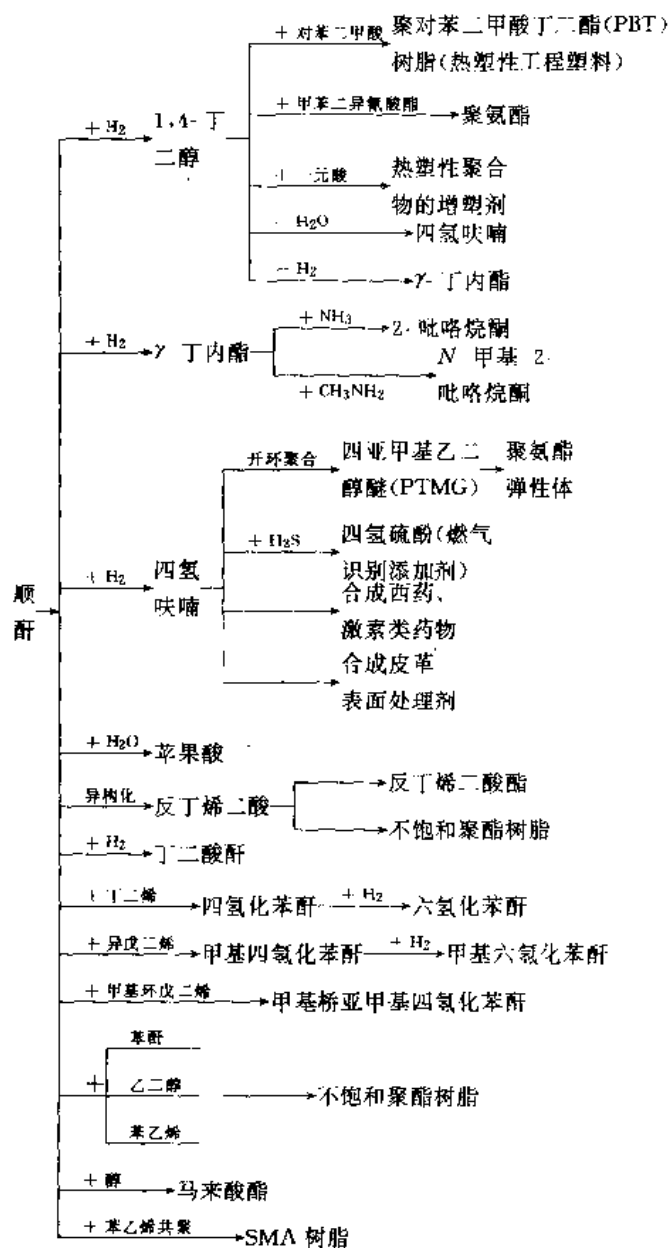 + 对苯二甲酸
聚对苯二甲酸丁二酯(PBT)
树脂(热塑性工程塑料)
+ 甲苯二异氰酸酯
聚氨酯
+ H2
1,4-丁
二醇
元酸
热塑性聚合
物的增塑剂
- H2O
四氢呋喃
- H2
γ-丁内酯
+ H2
γ 丁内酯
+ NH3
2-吡咯烷酮
+ CH3NH2
N 甲基 2-
吡咯烷酮
开环聚合
四亚甲基乙二
醇醚(PTMG)
聚氨酯
弹性体
+ H2S
四氢硫酚(燃气
识别添加剂)
+ H2
四氢
呋喃
合成西药、
激素类药物
合成皮革
表面处理剂
顺
酐
+ H2O
苹果酸
异构化
反丁烯二酸
反丁烯二酸酯
不饱和聚酯树脂
+ H2
丁二酸酐
+ 丁二烯
四氢化苯酐
+ H2
六氢化苯酐
+ 异戊二烯
甲基四氢化苯酐
+ H2
甲基六氢化苯酐
+ 甲基环戊二烯
甲基桥亚甲基四氢化苯酐
+
苯酐
乙二醇
苯乙烯
不饱和聚酯树脂
+ 醇
马来酸酯
+ 苯乙烯共聚
SMA 树脂